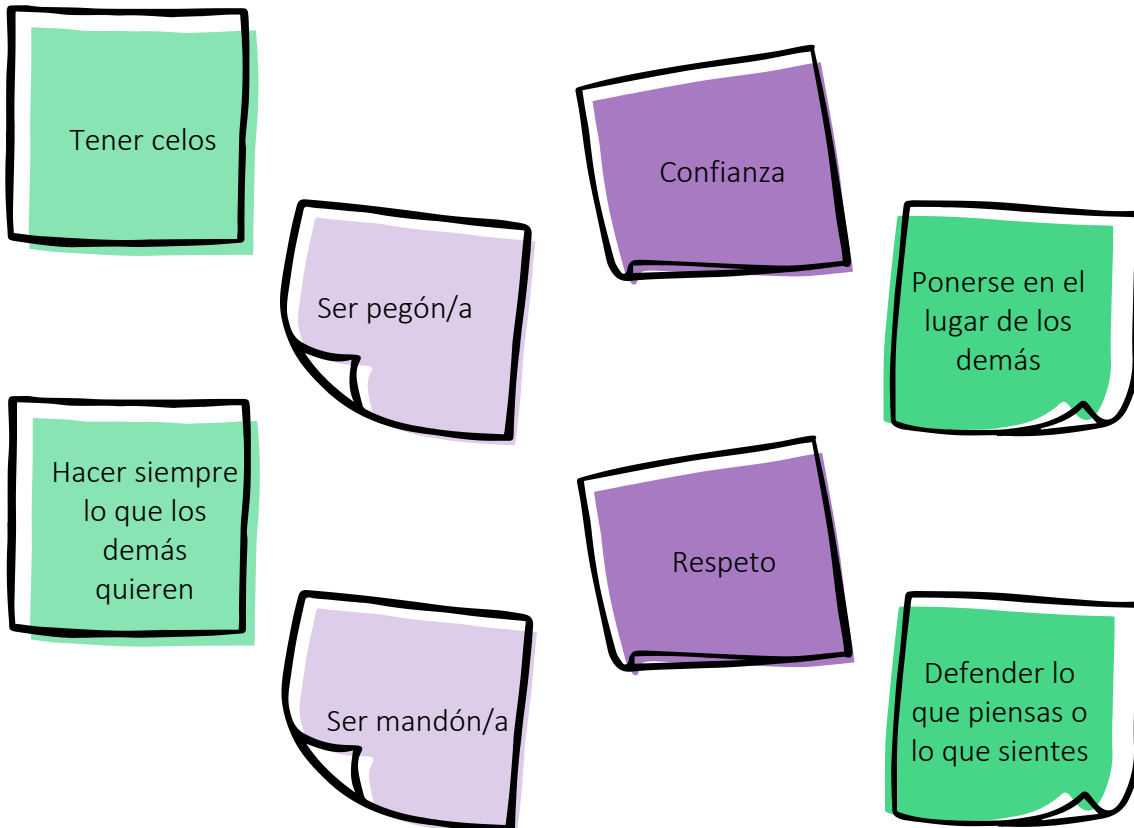 Tener celos
Confianza
Ser pegón/a
Ponerse en el
lugar de los
demás
Hacer siempre
lo que los
demás
quieren
Respeto
Ser mandón/a
Defender lo
que piensas o
lo que sientes